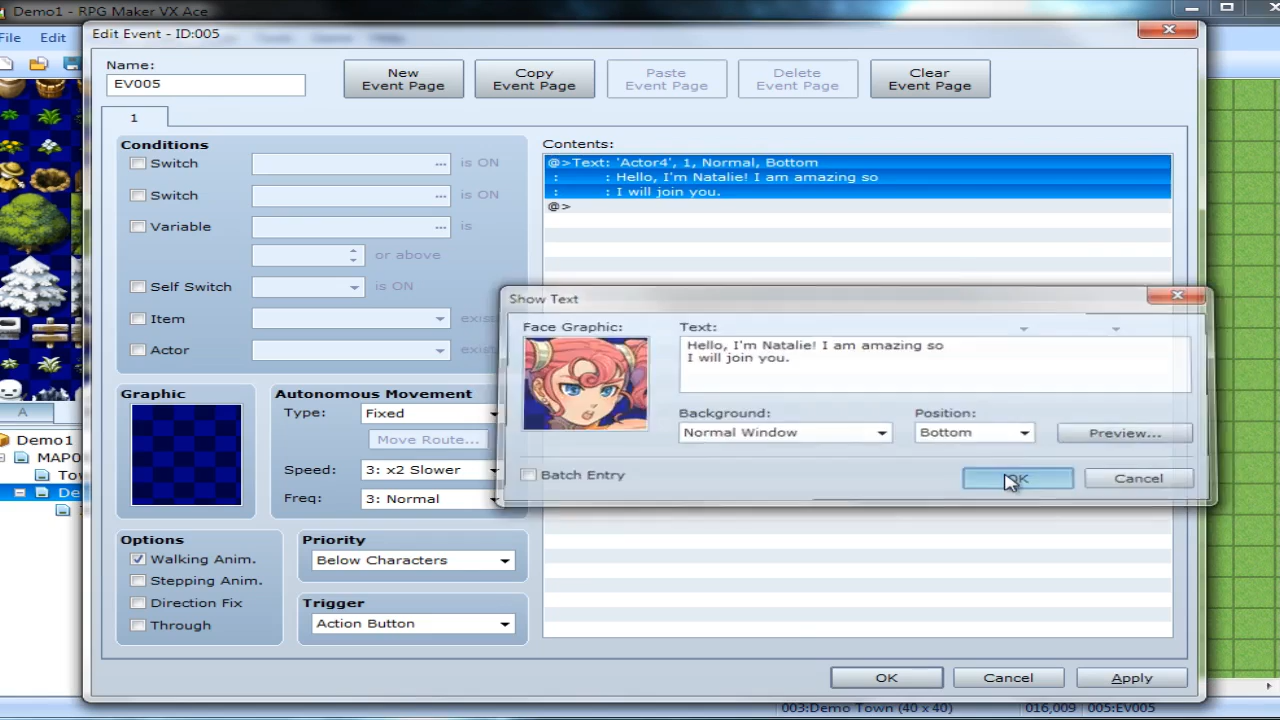 Demo1 - RPG Maker VX Ace
File Edit
Edit Event - ID:005
Name:
EV005
New Event Page
Copy Event Page
Paste Event Page
Delete Event Page
Clear Event Page
1
Conditions
Switch ... is ON
Switch ... is ON
Variable ... is
or above
Self Switch is ON
Item exist
Actor exist
Graphic
Autonomous Movement
Type: Fixed
Move Route...
Speed: 3: x2 Slower
Freq: 3: Normal
Options
Walking Anim.
Stepping Anim.
Direction Fix
Through
Priority
Below Characters
Trigger
Action Button
Contents:
@>Text: 'Actor4', 1, Normal, Bottom
: : Hello, I'm Natalie! I am amazing so
: : I will join you.
@>
Show Text
Face Graphic:
Text:
Hello, I'm Natalie! I am amazing so
I will join you.
Background:
Normal Window
Position:
Bottom
Preview...
Batch Entry
OK
Cancel
OK
Cancel
Apply
A
Demo1
MAP0
To
De
003:Demo Town (40 x 40)
016,009
005:EV005